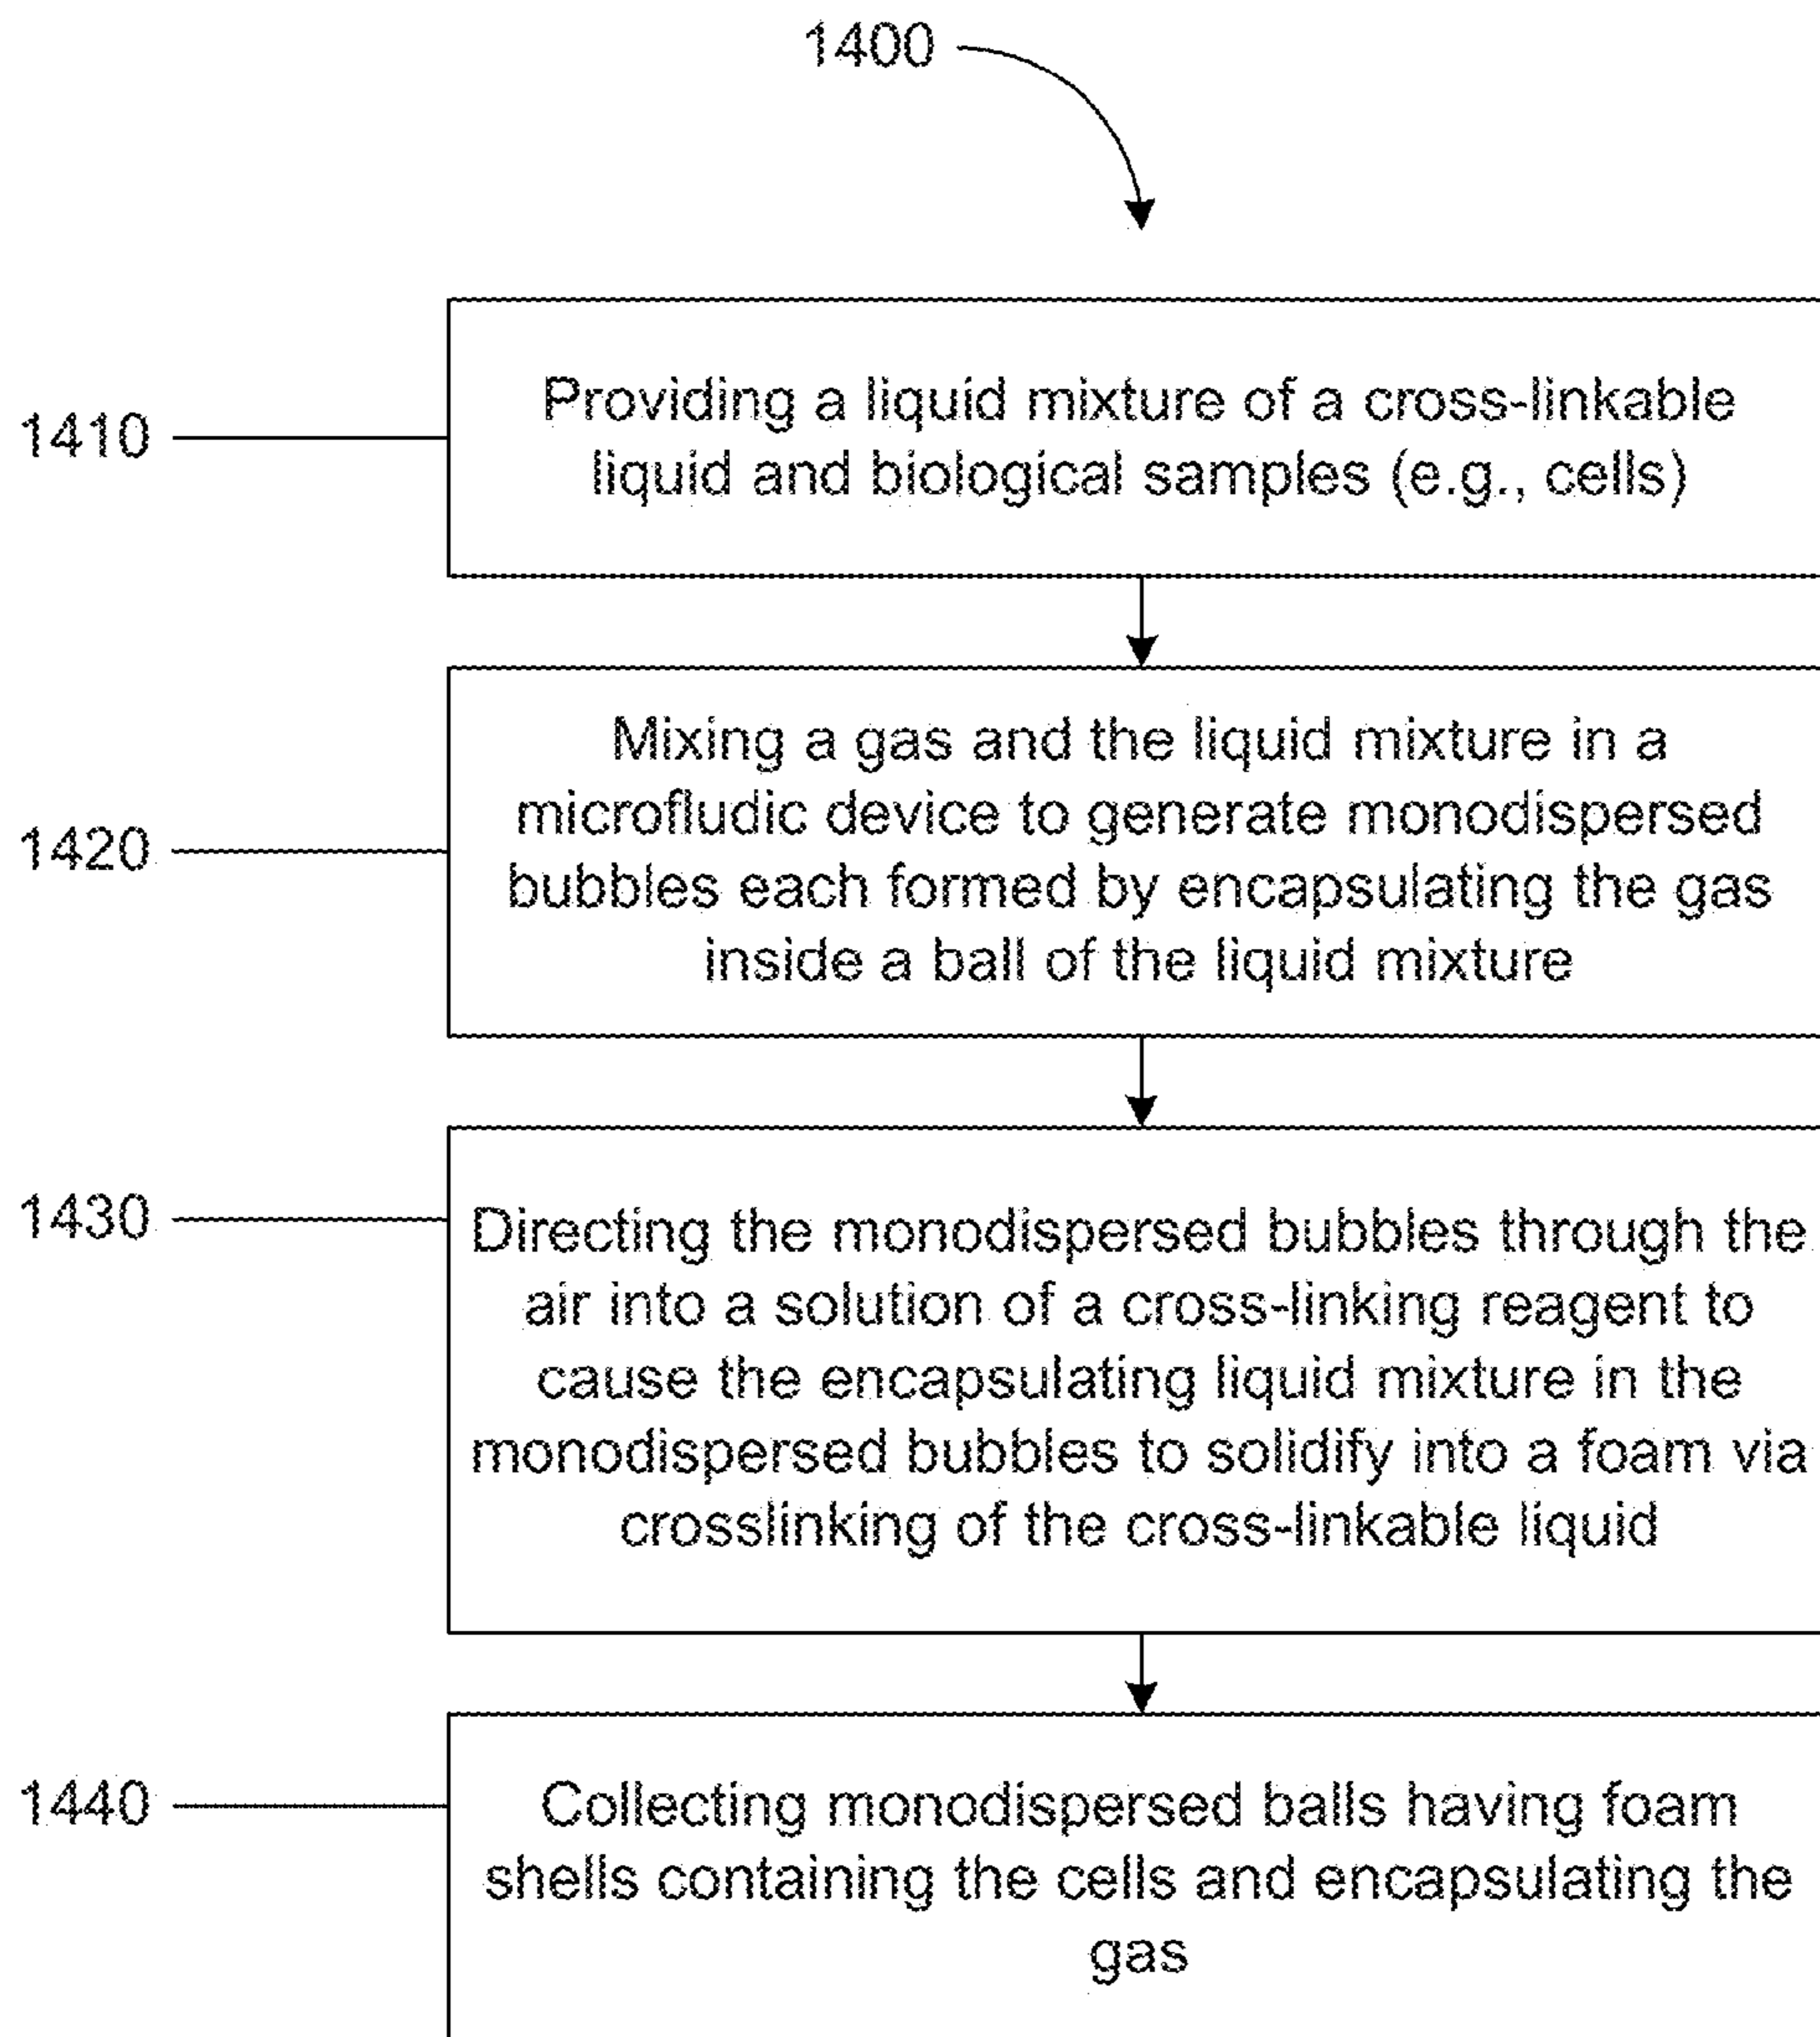 1400
1410
Providing a liquid mixture of a cross-linkable
liquid and biological samples (e.g., cells)
1420
Mixing a gas and the liquid mixture in a
microfludic device to generate monodispersed
bubbles each formed by encapsulating the gas
inside a ball of the liquid mixture
1430
Directing the monodispersed bubbles through the
air into a solution of a cross-linking reagent to
cause the encapsulating liquid mixture in the
monodispersed bubbles to solidify into a foam via
crosslinking of the cross-linkable liquid
1440
Collecting monodispersed balls having foam
shells containing the cells and encapsulating the
gas